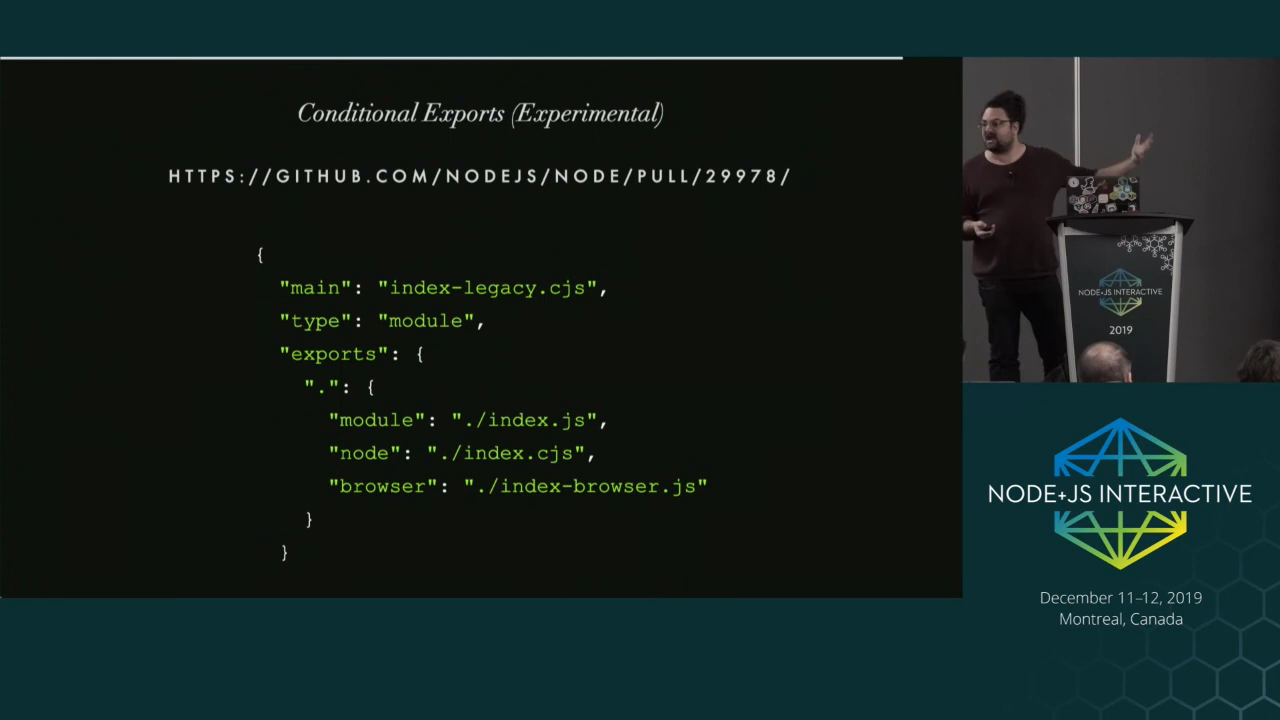 Conditional Exports (Experimental)
HTTPS://GITHUB.COM/NODEJS/NODE/PULL/29978/
{
"main": "index-legacy.cjs",
"type": "module",
"exports": {
".": {
"module": "./index.js",
"node": "./index.cjs",
"browser": "./index-browser.js"
}
}
NODE+JS INTERACTIVE
2019
NODE+JS INTERACTIVE
December 11–12, 2019
Montreal, Canada